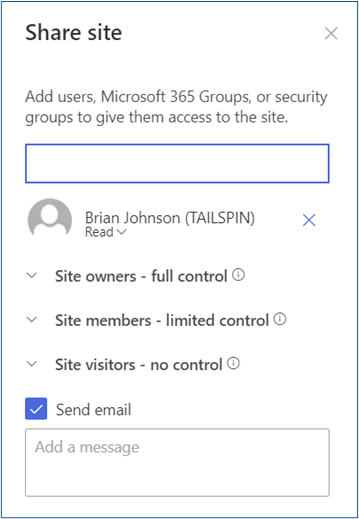 Share site
Add users, Microsoft 365 Groups, or security
groups to give them access to the site.
Brian Johnson (TAILSPIN)
Read
Site owners - full control
Site members - limited control
Site visitors - no control
Send email
Add a message